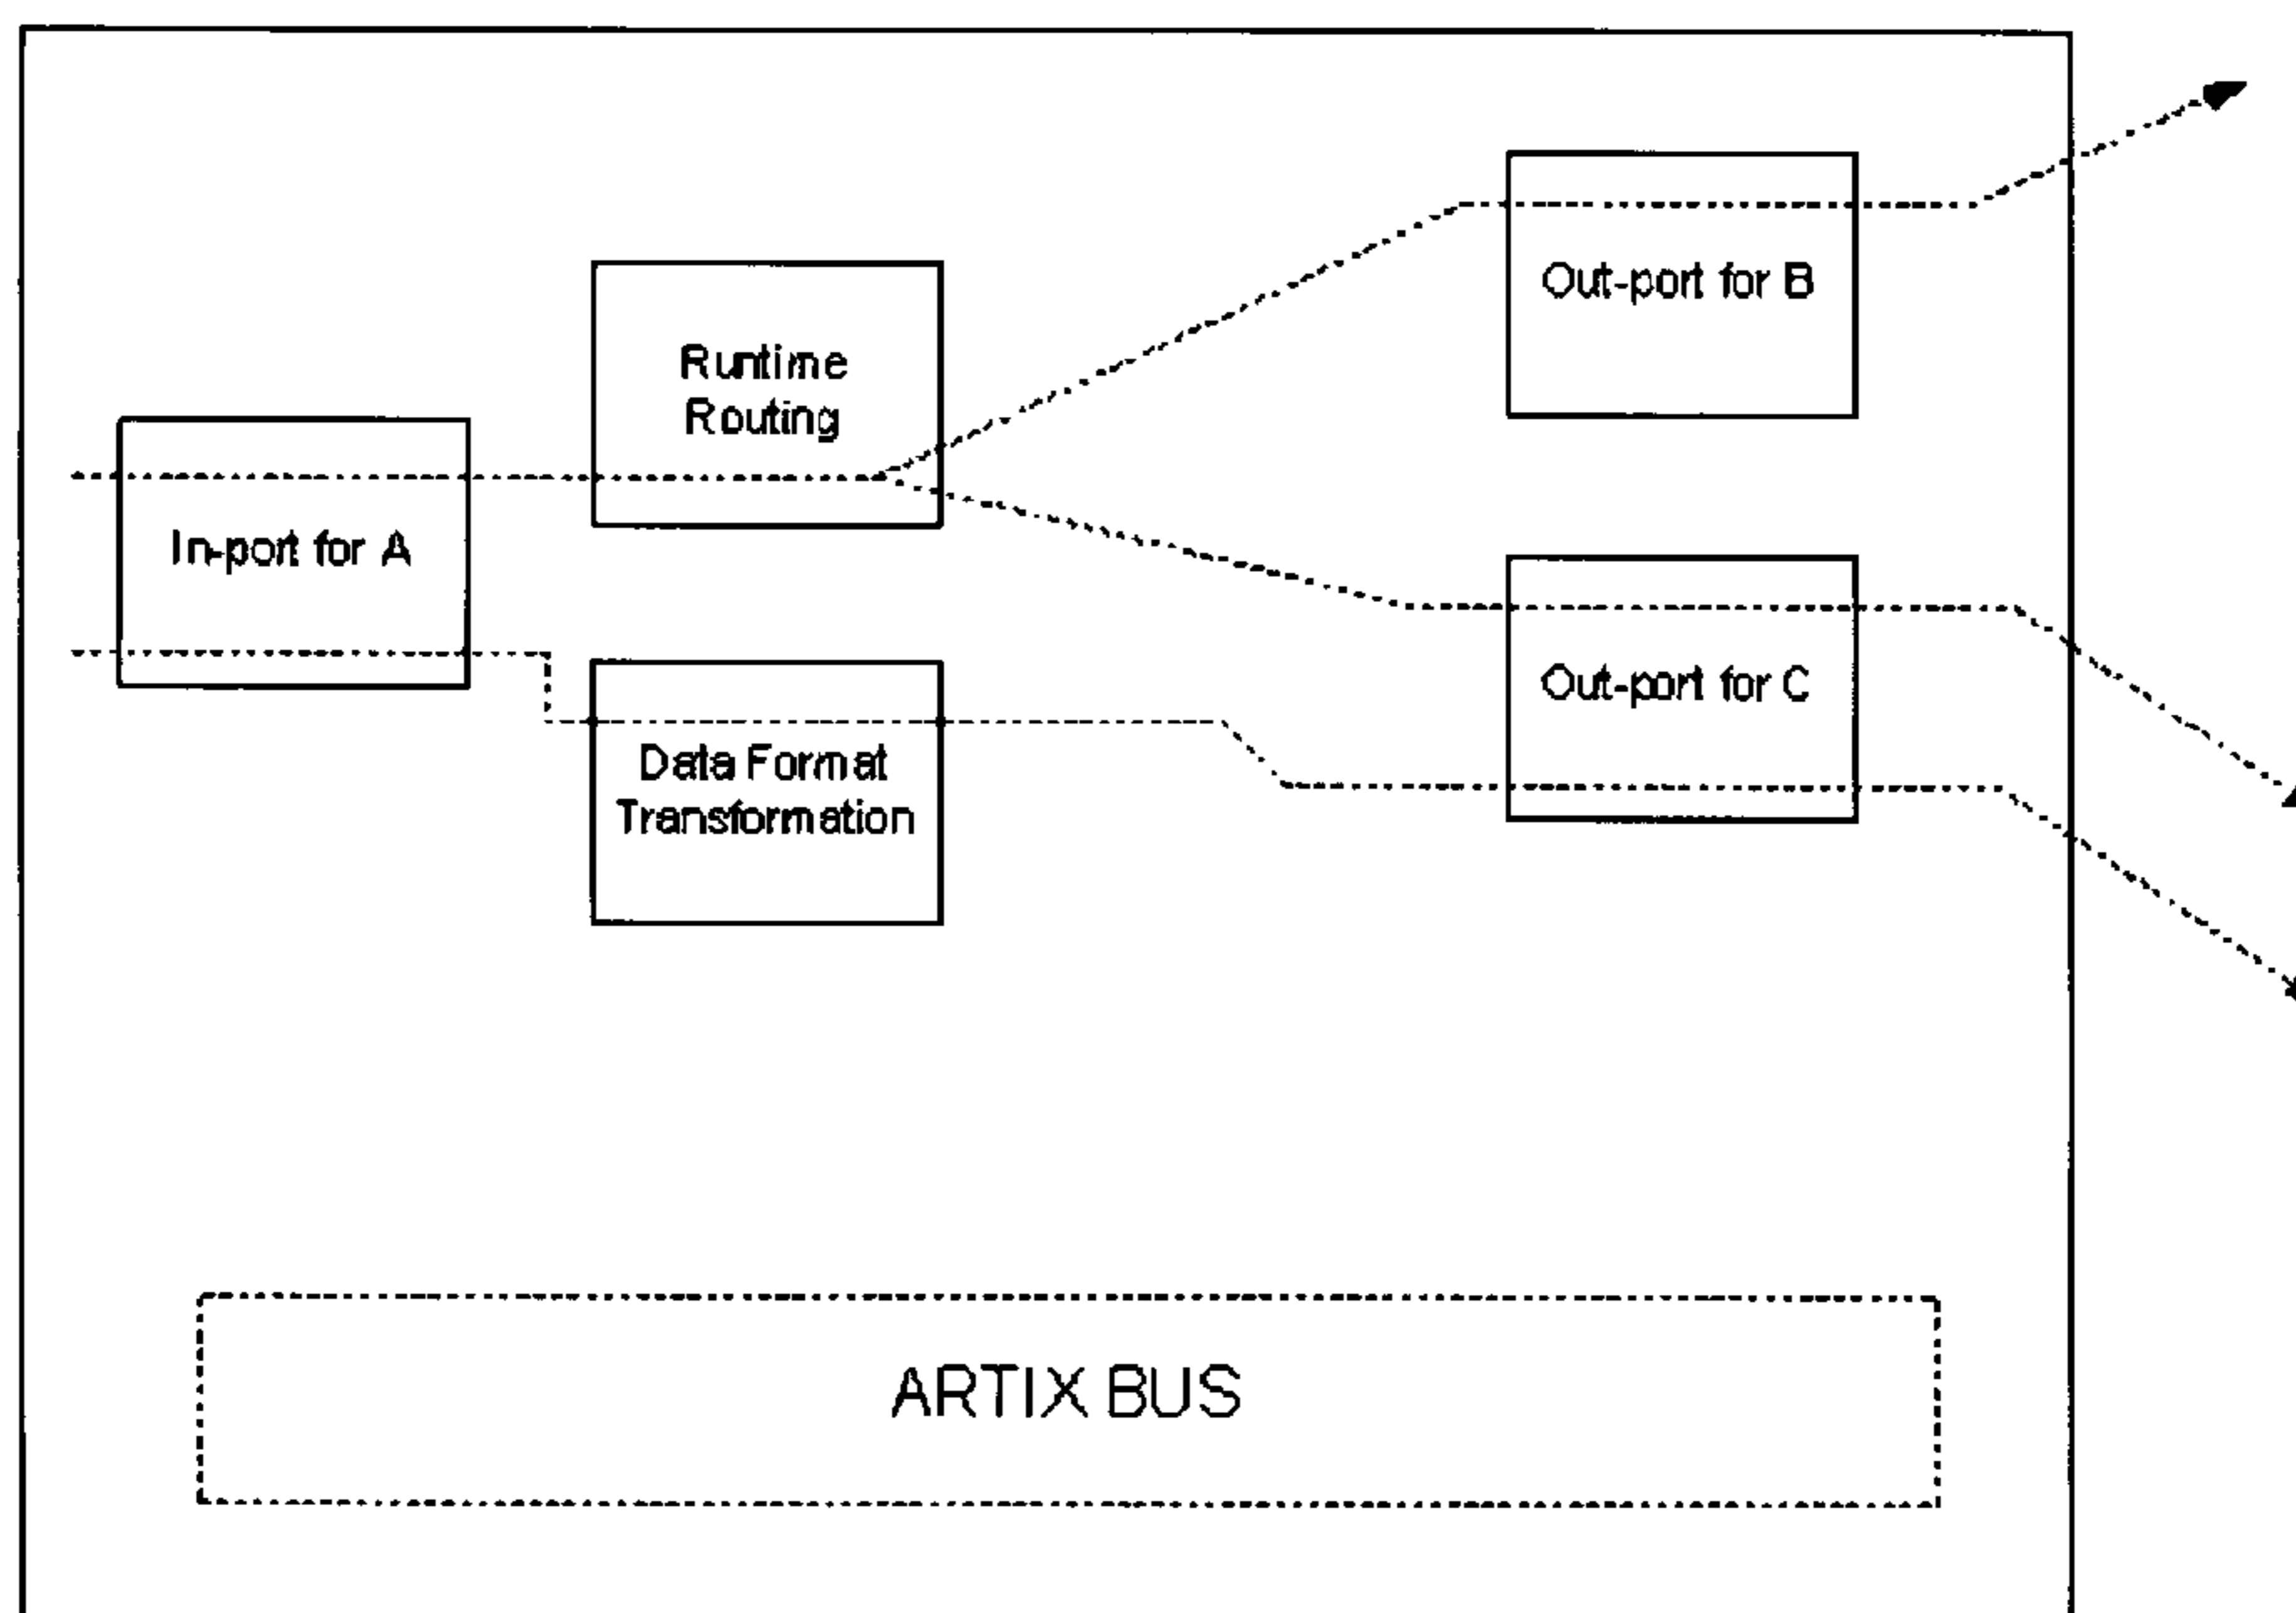 Out-port for B
Runtime
Routing
In-port for A
Out-port for C
Data Format
Transformation
ARTIX BUS